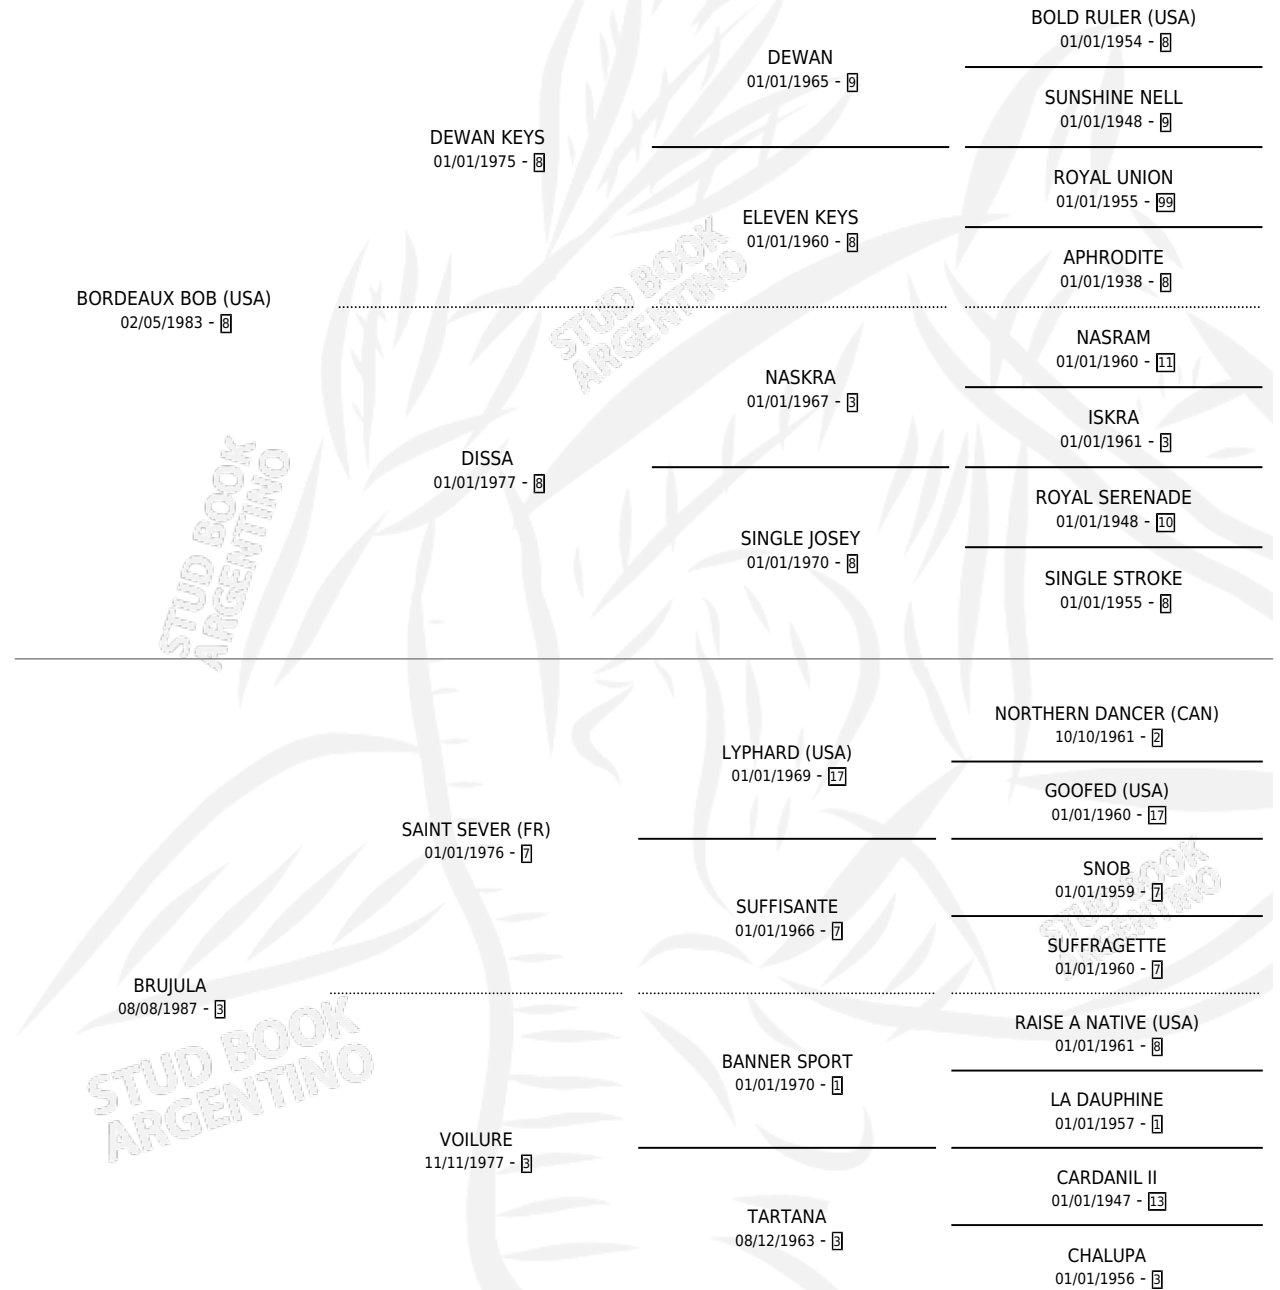 BORDEAUX BOB (USA)
02/05/1983 - 8
DEWAN KEYS
01/01/1975 - 8
DEWAN
01/01/1965 - 9
BOLD RULER (USA)
01/01/1954 - 8
SUNSHINE NELL
01/01/1948 - 9
ELEVEN KEYS
01/01/1960 - 8
ROYAL UNION
01/01/1955 - 99
APHRODITE
01/01/1938 - 8
DISSA
01/01/1977 - 8
NASKRA
01/01/1967 - 3
NASRAM
01/01/1960 - 11
ISKRA
01/01/1961 - 3
SINGLE JOSEY
01/01/1970 - 8
ROYAL SERENADE
01/01/1948 - 10
SINGLE STROKE
01/01/1955 - 8
BRUJULA
08/08/1987 - 3
SAINT SEVER (FR)
01/01/1976 - 7
LYPHARD (USA)
01/01/1969 - 17
NORTHERN DANCER (CAN)
10/10/1961 - 2
GOOFED (USA)
01/01/1960 - 17
SUFFISANTE
01/01/1966 - 7
SNOB
01/01/1959 - 7
SUFFRAGETTE
01/01/1960 - 7
VOILURE
11/11/1977 - 3
BANNER SPORT
01/01/1970 - 1
RAISE A NATIVE (USA)
01/01/1961 - 8
LA DAUPHINE
01/01/1957 - 1
TARTANA
08/12/1963 - 3
CARDANIL II
01/01/1947 - 13
CHALUPA
01/01/1956 - 3
STUD BOOK
ARGENTINO
STUD BOOK
ARGENTINO
STUD BOOK
ARGENTINO
STUD BOOK
ARGENTINO